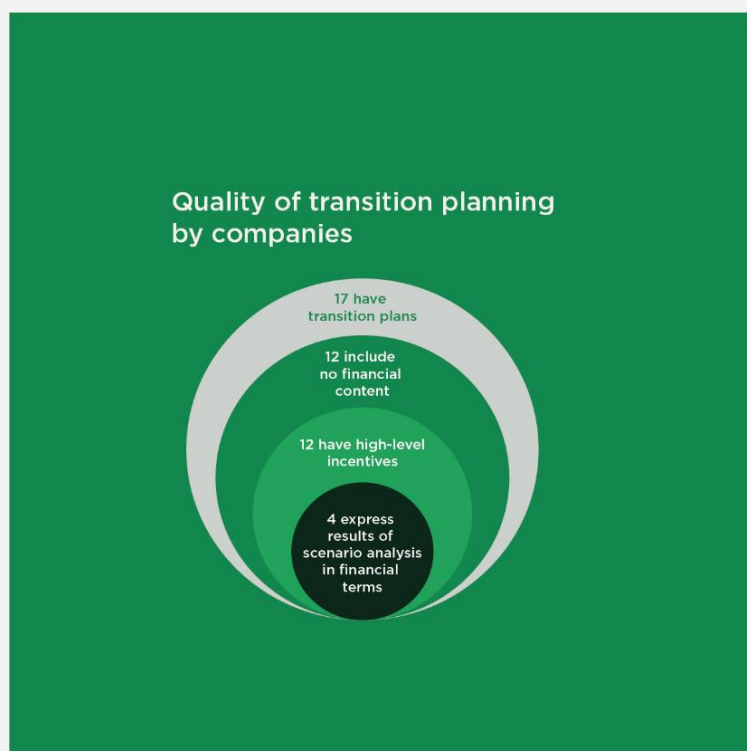 Quality of transition planning
by companies
17 have
transition plans
12 include
no financial
content
12 have high-level
incentives
4 express
results of
scenario analysis
in financial
terms